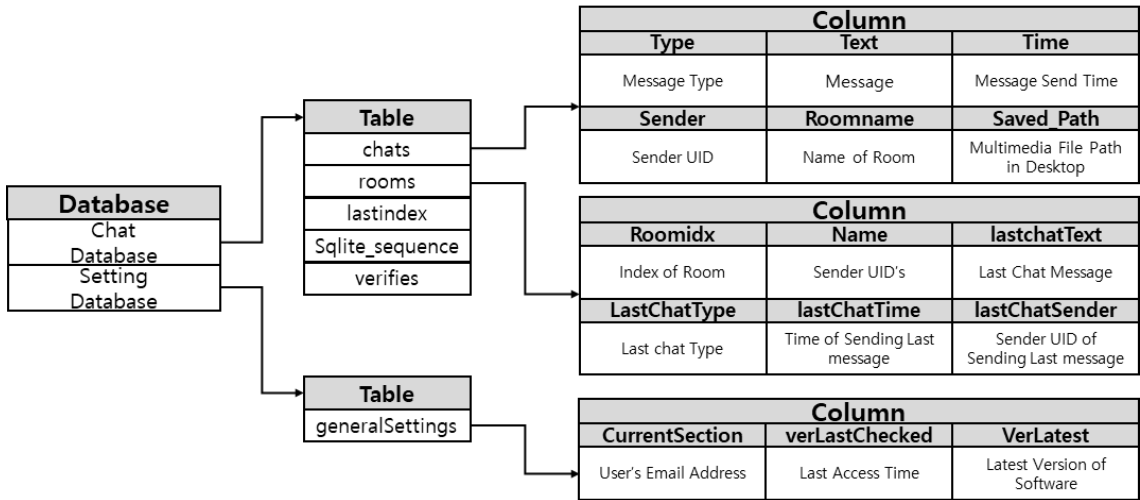 Database
Chat
Database
Setting
Database
Table
chats
rooms
lastindex
Sqlite_sequence
verifies
Table
generalSettings
Column
Type Text Time
Message Type Message Message Send Time
Sender Roomname Saved_Path
Sender UID Name of Room Multimedia File Path
in Desktop
Column
Roomidx Name lastchatText
Index of Room Sender UID's Last Chat Message
LastChatType lastChatTime lastChatSender
Last chat Type Time of Sending Last
message Sender UID of
Sending Last message
Column
CurrentSection verLastChecked VerLatest
User's Email Address Last Access Time Latest Version of
Software